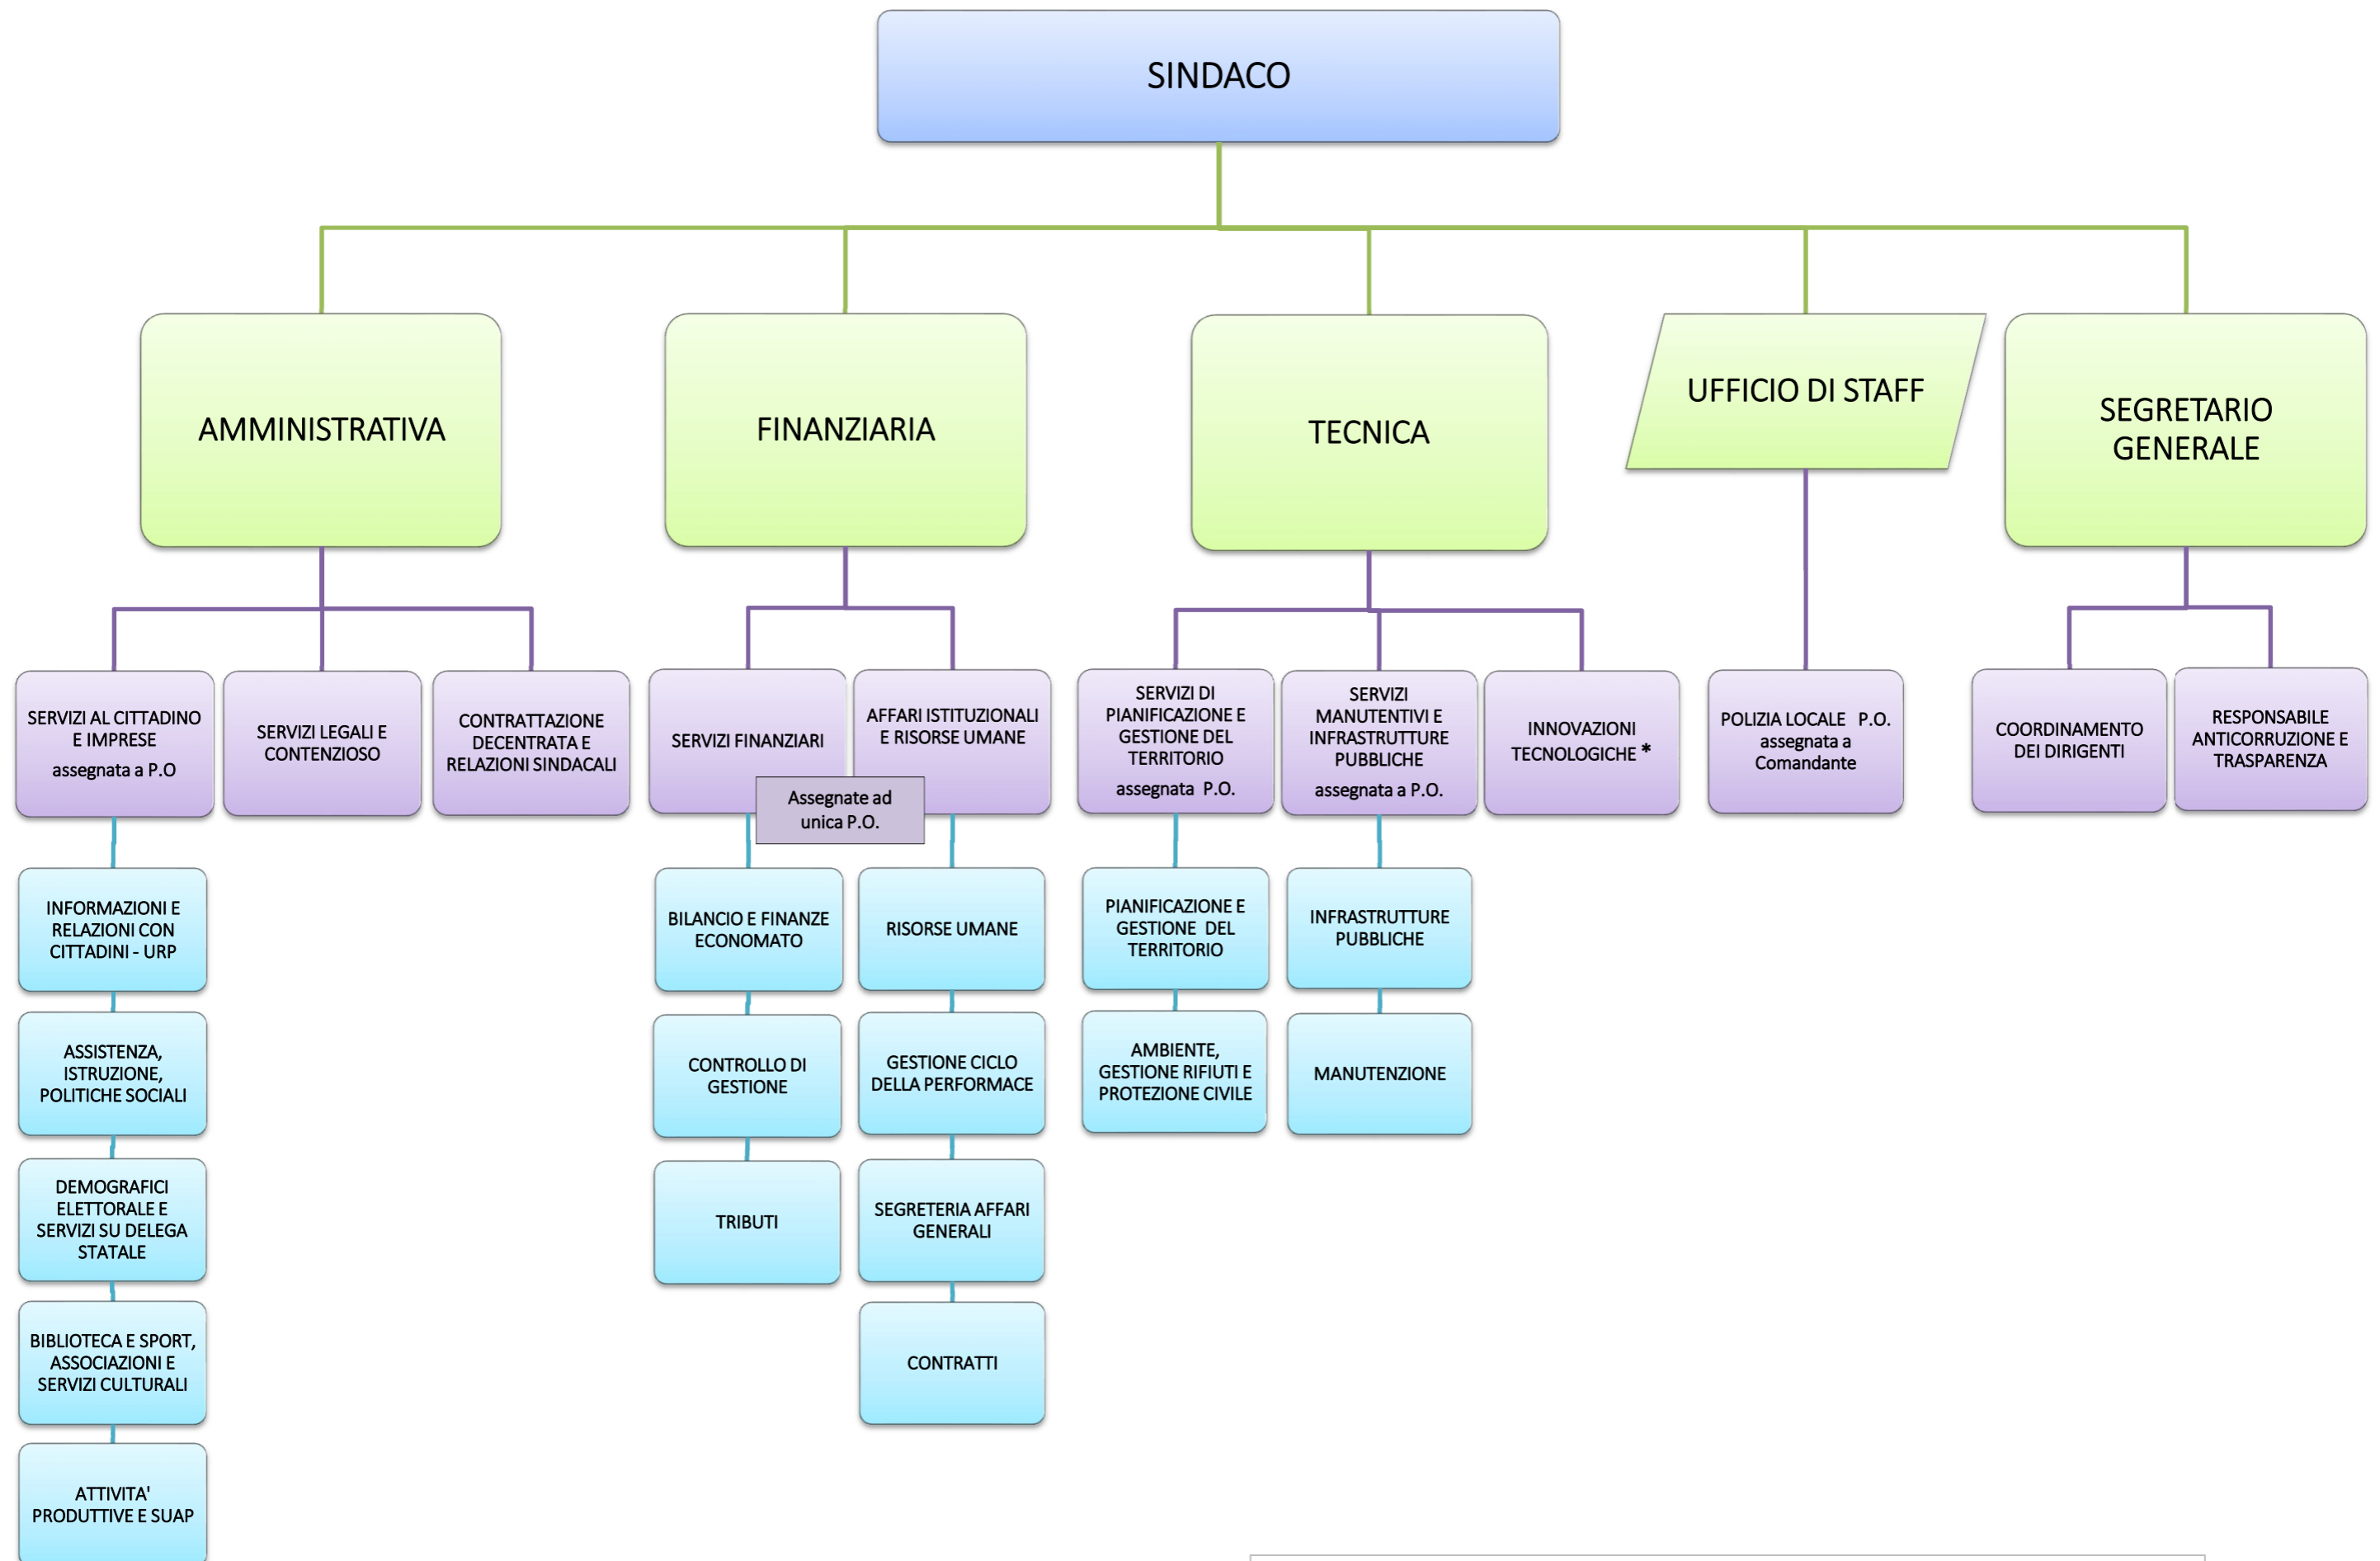 SINDACO
AMMINISTRATIVA
FINANZIARIA
TECNICA
UFFICIO DI STAFF
SEGRETARIO
GENERALE
SERVIZI AL CITTADINO
E IMPRESE
assegnata a P.O
SERVIZI LEGALI E
CONTENZIOSO
CONTRATTAZIONE
DECENTRATA E
RELAZIONI SINDACALI
SERVIZI FINANZIARI
AFFARI ISTITUZIONALI
E RISORSE UMANE
Assegnate ad
unica P.O.
SERVIZI DI
PIANIFICAZIONE E
GESTIONE DEL
TERRITORIO
assegnata P.O.
SERVIZI
MANUTENTIVI E
INFRASTRUTTURE
PUBBLICHE
assegnata a P.O.
INNOVAZIONI
TECNOLOGICHE *
POLIZIA LOCALE P.O.
assegnata a
Comandante
COORDINAMENTO
DEI DIRIGENTI
RESPONSABILE
ANTICORRUZIONE E
TRASPARENZA
INFORMAZIONI E
RELAZIONI CON
CITTADINI - URP
ASSISTENZA,
ISTRUZIONE,
POLITICHE SOCIALI
DEMOGRAFICI
ELETTORALE E
SERVIZI SU DELEGA
STATALE
BIBLIOTECA E SPORT,
ASSOCIAZIONI E
SERVIZI CULTURALI
ATTIVITA'
PRODUTTIVE E SUAP
BILANCIO E FINANZE
ECONOMATO
CONTROLLO DI
GESTIONE
TRIBUTI
RISORSE UMANE
GESTIONE CICLO
DELLA PERFORMACE
SEGRETERIA AFFARI
GENERALI
CONTRATTI
PIANIFICAZIONE E
GESTIONE DEL
TERRITORIO
AMBIENTE,
GESTIONE RIFIUTI E
PROTEZIONE CIVILE
INFRASTRUTTURE
PUBBLICHE
MANUTENZIONE